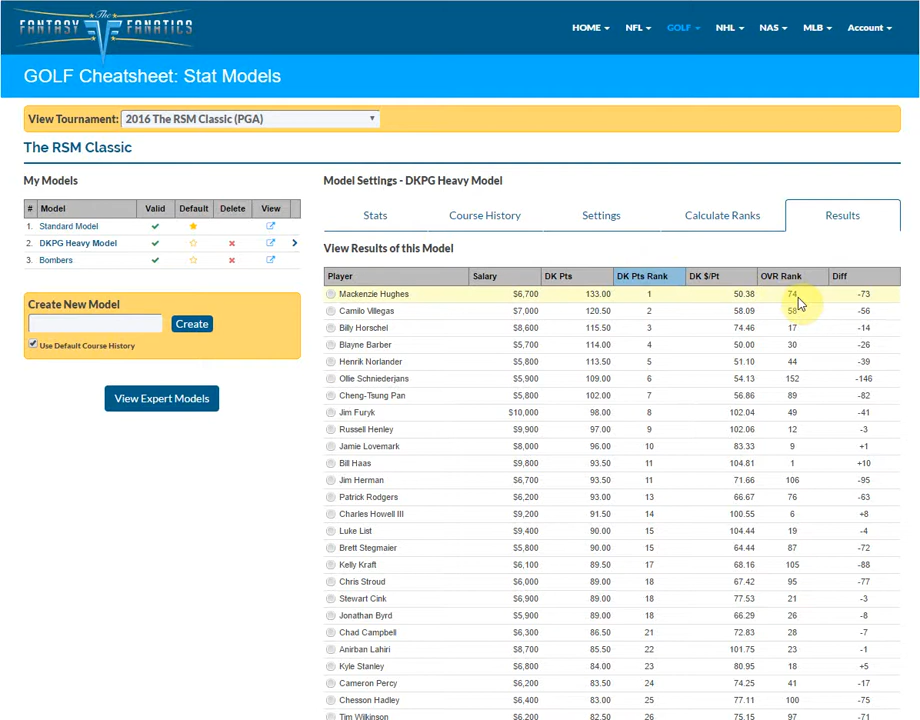 The
FANTASY FANATICS
HOME NFL GOLF NHL NAS MLB Account
GOLF Cheatsheet: Stat Models
View Tournament: 2016 The RSM Classic (PGA)
The RSM Classic
My Models
# Model Valid Default Delete View
1. Standard Model
2. DKPG Heavy Model
3. Bombers
Create New Model
Create
Use Default Course History
View Expert Models
Model Settings - DKPG Heavy Model
Stats Course History Settings Calculate Ranks Results
View Results of this Model
Player Salary DK Pts DK Pts Rank DK $/Pt OVR Rank Diff
Mackenzie Hughes $6,700 133.00 1 50.38 74 -73
Camilo Villegas $7,000 120.50 2 58.09 58 -56
Billy Horschel $8,600 115.50 3 74.46 17 -14
Blayne Barber $5,700 114.00 4 50.00 30 -26
Henrik Norlander $5,800 113.50 5 51.10 44 -39
Ollie Schniederjans $5,900 109.00 6 54.13 152 -146
Cheng-Tsung Pan $5,800 102.00 7 56.86 89 -82
Jim Furyk $10,000 98.00 8 102.04 49 -41
Russell Henley $9,900 97.00 9 102.06 12 -3
Jamie Lovemark $8,000 96.00 10 83.33 9 +1
Bill Haas $9,800 93.50 11 104.81 1 +10
Jim Herman $6,700 93.50 11 71.66 106 -95
Patrick Rodgers $6,200 93.00 13 66.67 76 -63
Charles Howell III $9,200 91.50 14 100.55 6 +8
Luke List $9,400 90.00 15 104.44 19 -4
Brett Stegmaier $5,800 90.00 15 64.44 87 -72
Kelly Kraft $6,100 89.50 17 68.16 105 -88
Chris Stroud $6,000 89.00 18 67.42 95 -77
Stewart Cink $6,900 89.00 18 77.53 21 -3
Jonathan Byrd $5,900 89.00 18 66.29 26 -8
Chad Campbell $6,300 86.50 21 72.83 28 -7
Anirban Lahiri $8,700 85.50 22 101.75 23 -1
Kyle Stanley $6,800 84.00 23 80.95 18 +5
Cameron Percy $6,200 83.50 24 74.25 41 -17
Chesson Hadley $6,400 83.00 25 77.11 100 -75
Tim Wilkinson $6,200 82.50 26 75.15 97 -71